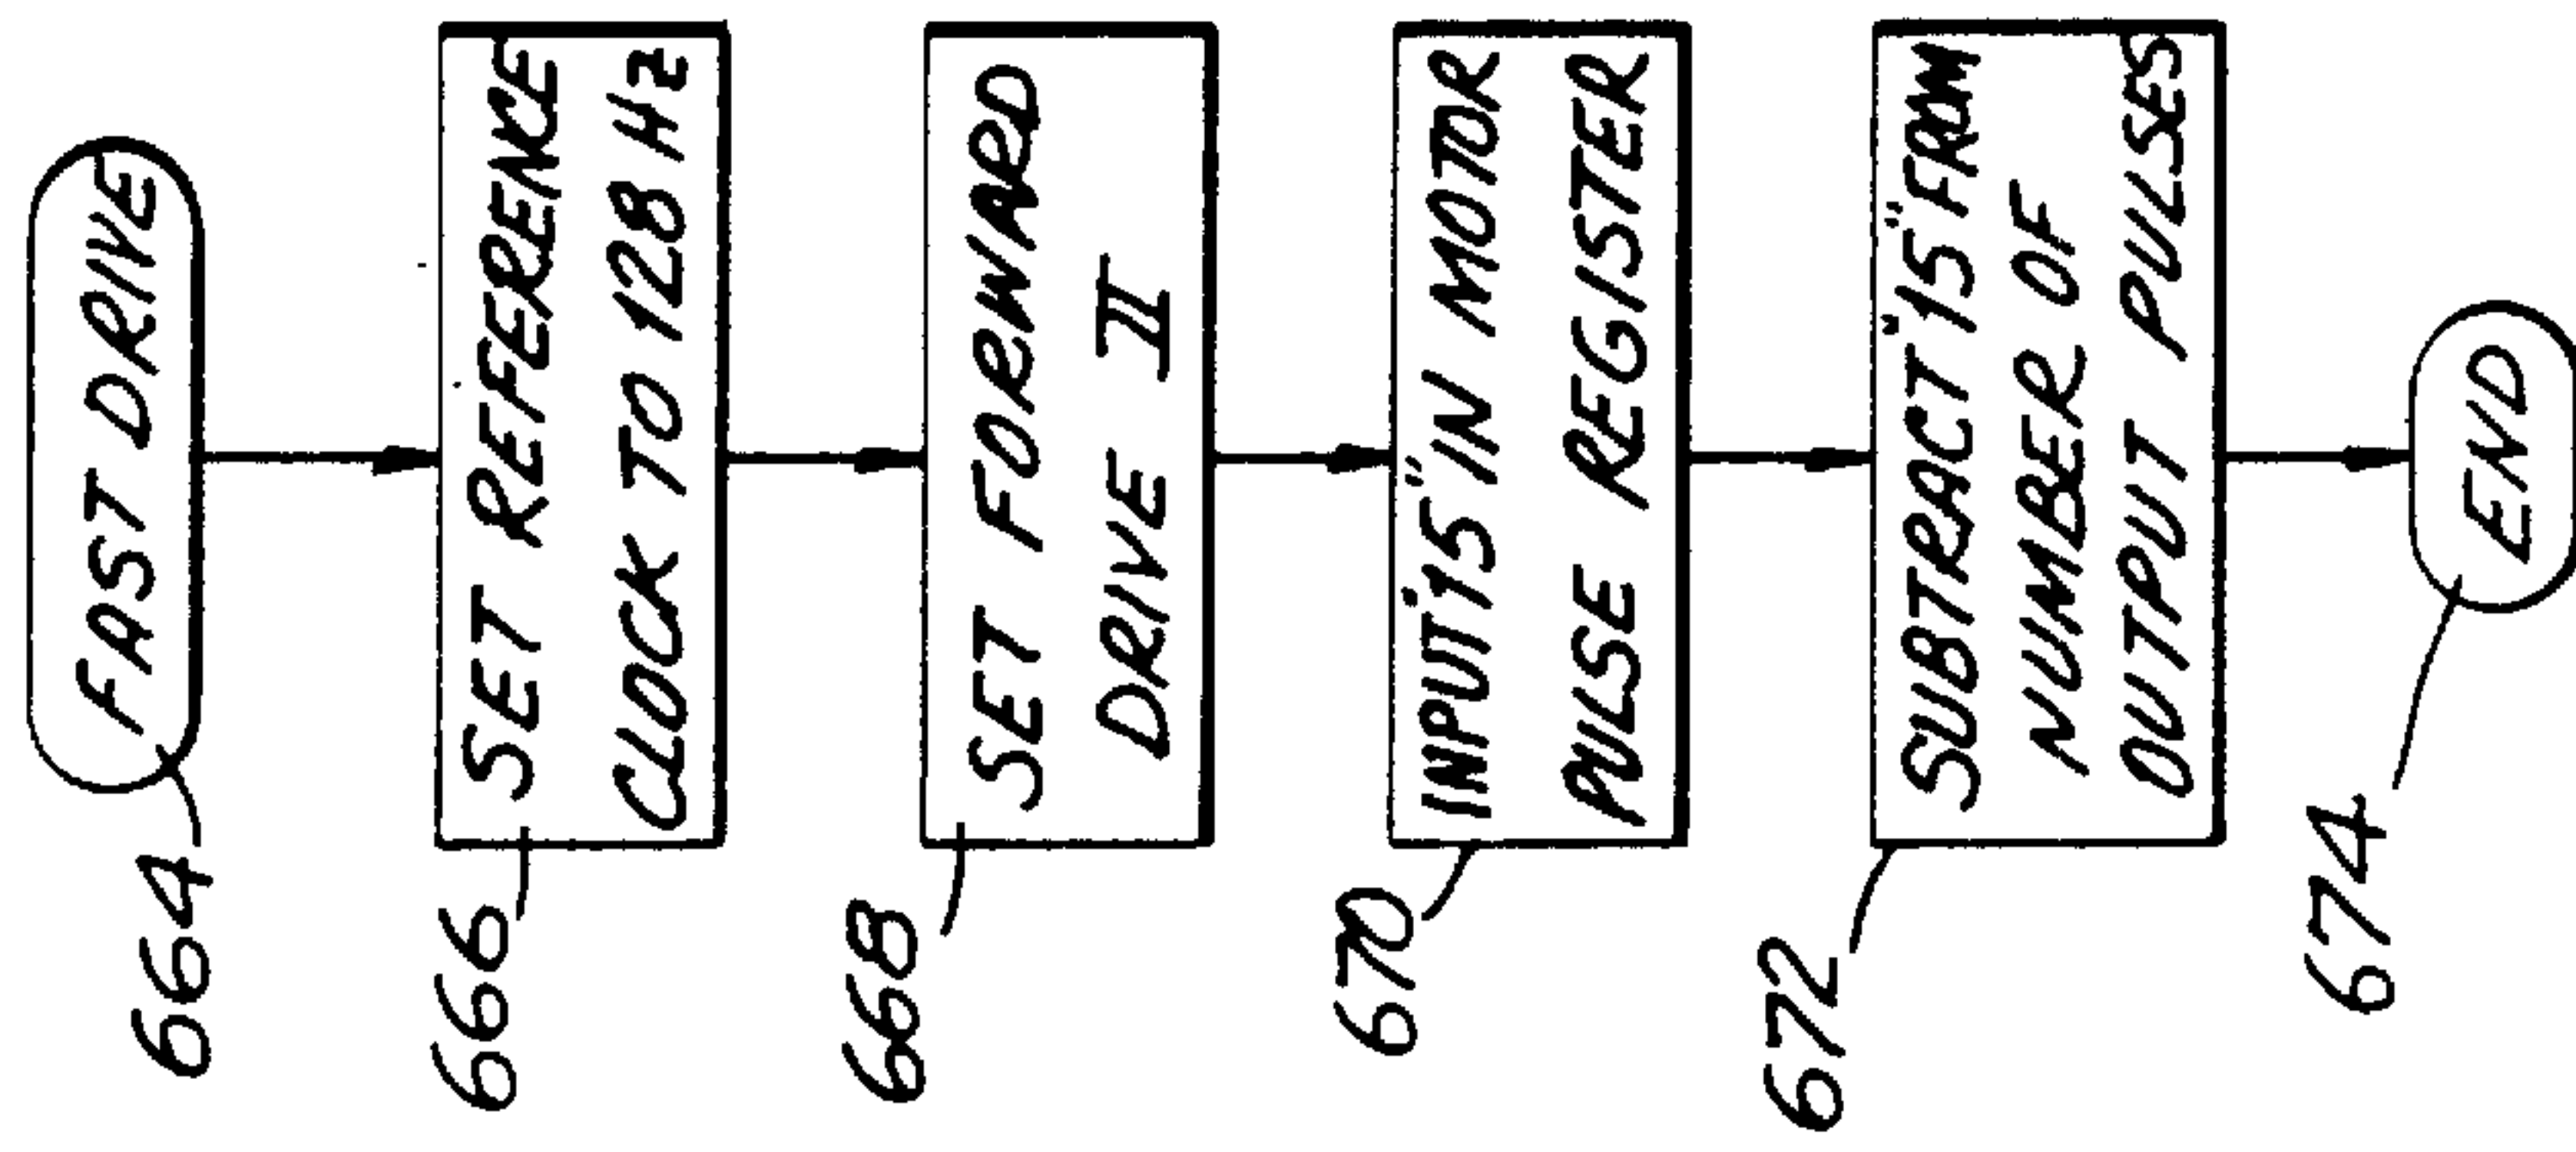 FAST DRIVE
664
SET REFERENCE
CLOCK TO 128 Hz
666
SET FORWARD
DRIVE II
668
INPUT "15" IN MOTOR
PULSE REGISTER
670
SUBTRACT "15" FROM
NUMBER OF
OUTPUT PULSES
672
END
674